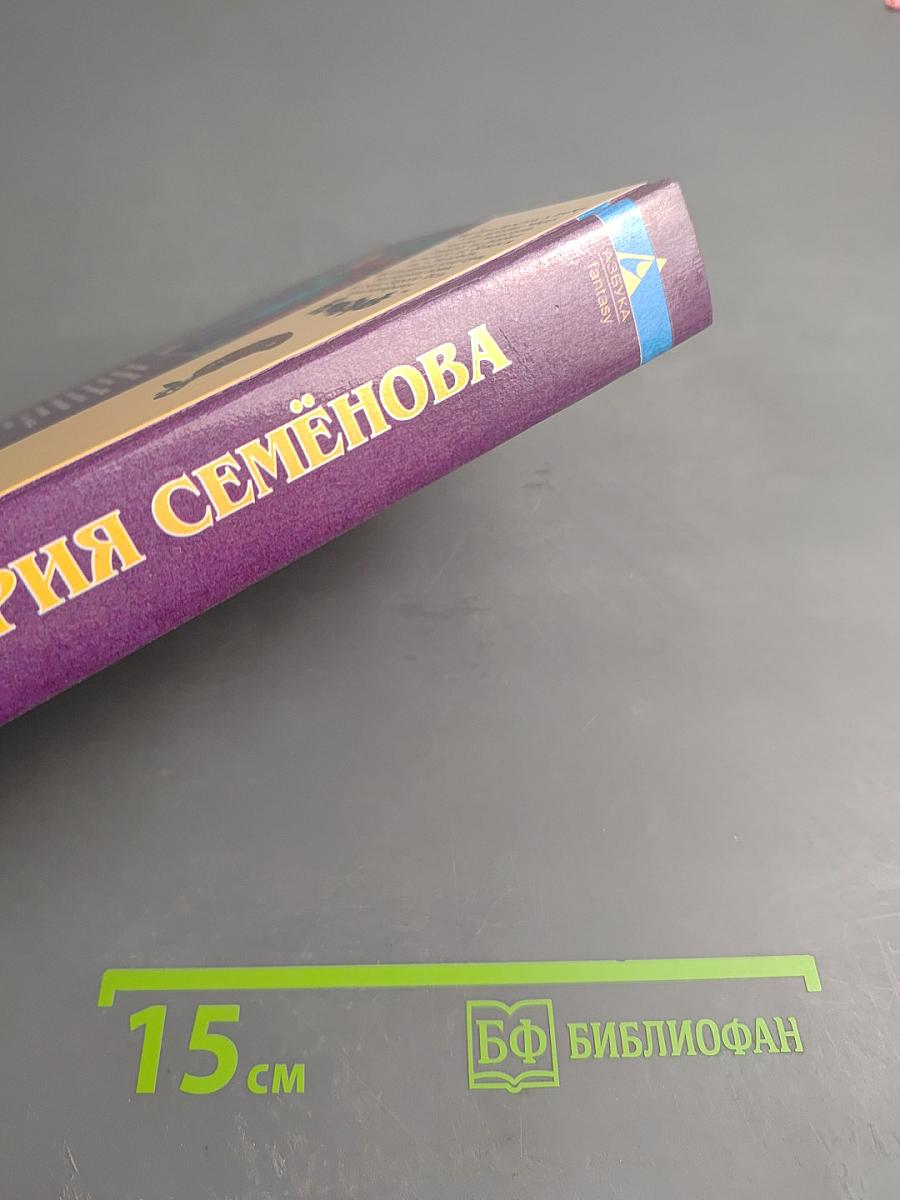 АЗБУКА
fantasy
РИЯ СЕМЁНОВА
15 см
БФ БИБЛИОФАН